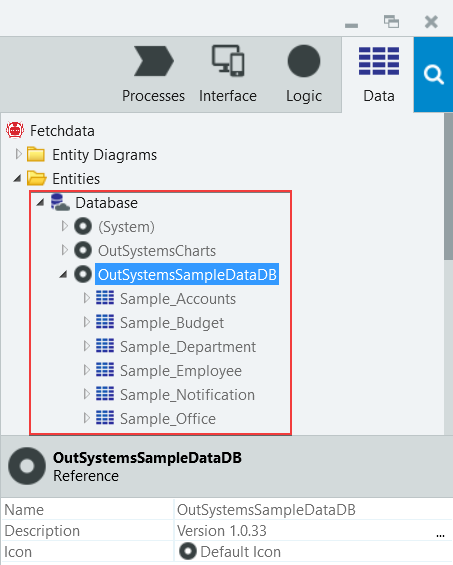 Processes Interface Logic Data
Fetchdata
Entity Diagrams
Entities
Database
(System)
OutSystemsCharts
OutSystemsSampleDataDB
Sample_Accounts
Sample_Budget
Sample_Department
Sample_Employee
Sample_Notification
Sample_Office
OutSystemsSampleDataDB
Reference
Name OutSystemsSampleDataDB
Description Version 1.0.33 ...
Icon Default Icon